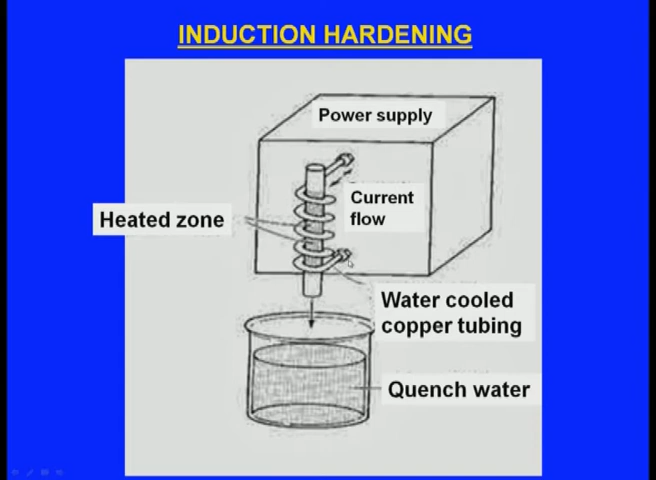 INDUCTION HARDENING
Power supply
Current
flow
Heated zone
Water cooled
copper tubing
Quench water